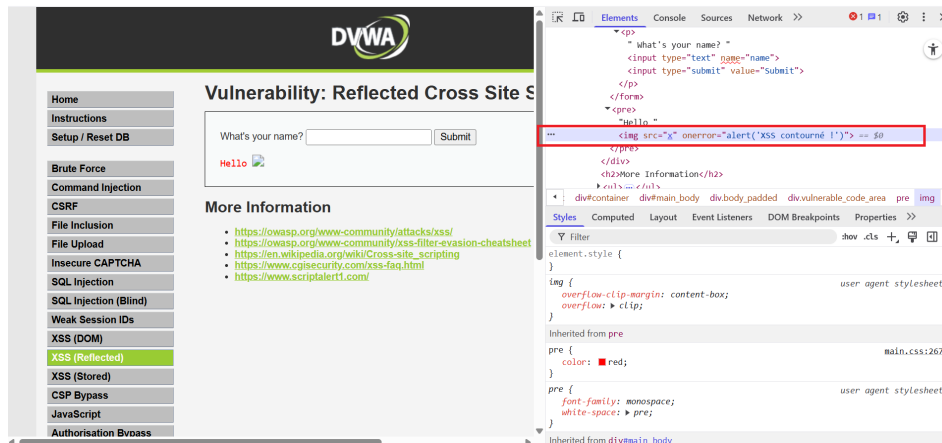 DVWA
Home
Instructions
Setup / Reset DB
Brute Force
Command Injection
CSRF
File Inclusion
File Upload
Insecure CAPTCHA
SQL Injection
SQL Injection (Blind)
Weak Session IDs
XSS (DOM)
XSS (Reflected)
XSS (Stored)
CSP Bypass
JavaScript
Authorisation Bypass
Vulnerability: Reflected Cross Site S
What's your name? Submit
Hello
More Information
https://owasp.org/www-community/attacks/xss/
https://owasp.org/www-community/xss-filter-evasion-cheatsheet
https://en.wikipedia.org/wiki/Cross-site_scripting
https://www.cgisecurity.com/xss-faq.html
https://www.scriptalert1.com/
Elements Console Sources Network 1 1
<p>
" What's your name? "
<input type="text" name="name">
<input type="submit" value="Submit">
</p>
</form>
<pre>
"Hello "
<img src="x" onerror="alert('XSS contourné !')"> == $0
</pre>
</div>
<h2>More Information</h2>
<ul> … </ul>
div#container div#main_body div.body_padded div.vulnerable_code_area pre img
Styles Computed Layout Event Listeners DOM Breakpoints Properties
Filter :hov .cls
element.style {
}
img { user agent stylesheet
overflow-clip-margin: content-box;
overflow: clip;
}
Inherited from pre
pre { main.css:267
color: red;
}
pre { user agent stylesheet
font-family: monospace;
white-space: pre;
}
Inherited from div#main_body